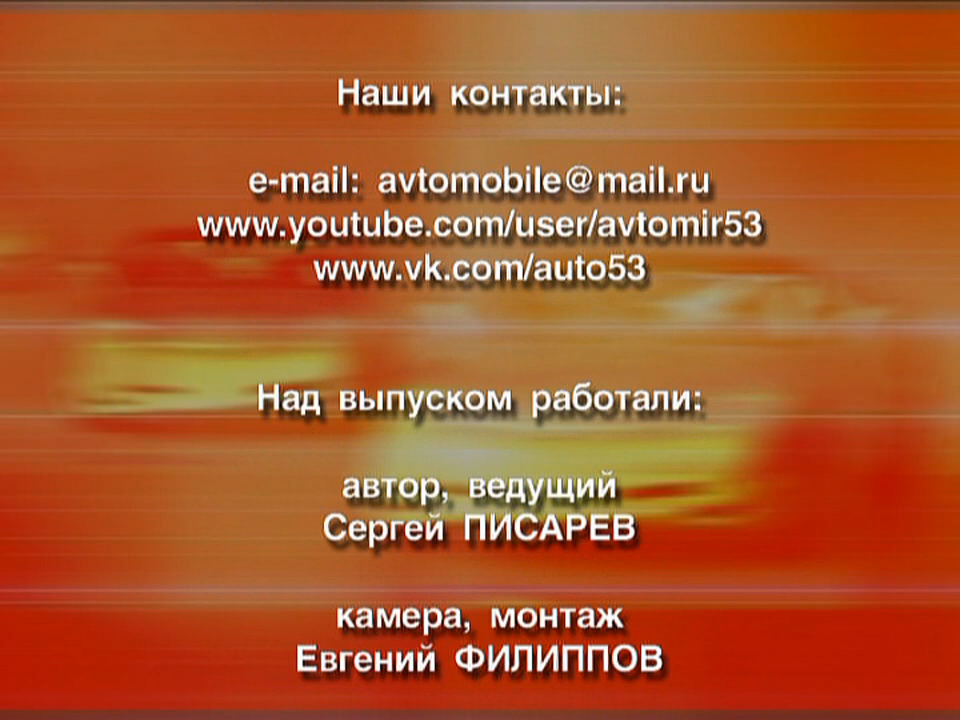 Наши контакты:
e-mail: avtomobile@mail.ru
www.youtube.com/user/avtomir53
www.vk.com/auto53
Над выпуском работали:
автор, ведущий
Сергей ПИСАРЕВ
камера, монтаж
Евгений ФИЛИППОВ